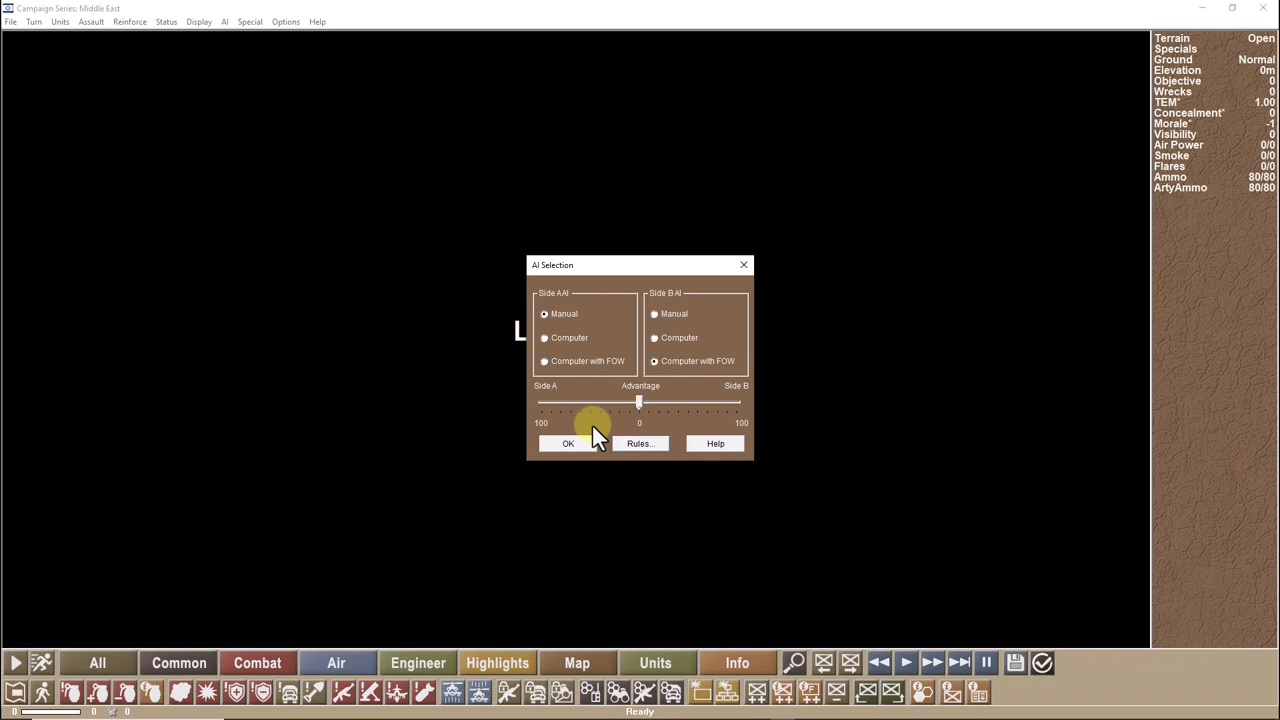 Campaign Series: Middle East
File Turn Units Assault Reinforce Status Display AI Special Options Help
Terrain Open
Specials
Ground Normal
Elevation 0m
Objective 0
Wrecks 0
TEM* 1.00
Concealment* 0
Morale* -1
Visibility 0
Air Power 0/0
Smoke 0/0
Flares 0/0
Ammo 80/80
ArtyAmmo 80/80
L
AI Selection
Side A AI Side B AI
Manual Manual
Computer Computer
Computer with FOW Computer with FOW
Side A Advantage Side B
100 0 100
OK Rules... Help
All Common Combat Air Engineer Highlights Map Units Info
0 0 0 Ready